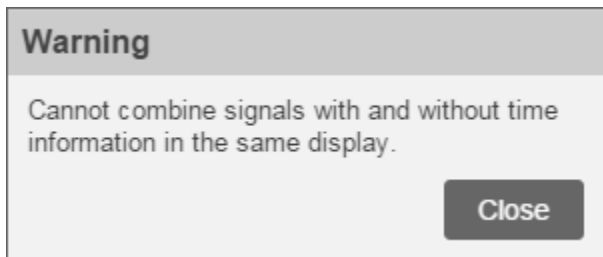 Warning
Cannot combine signals with and without time
information in the same display.
Close